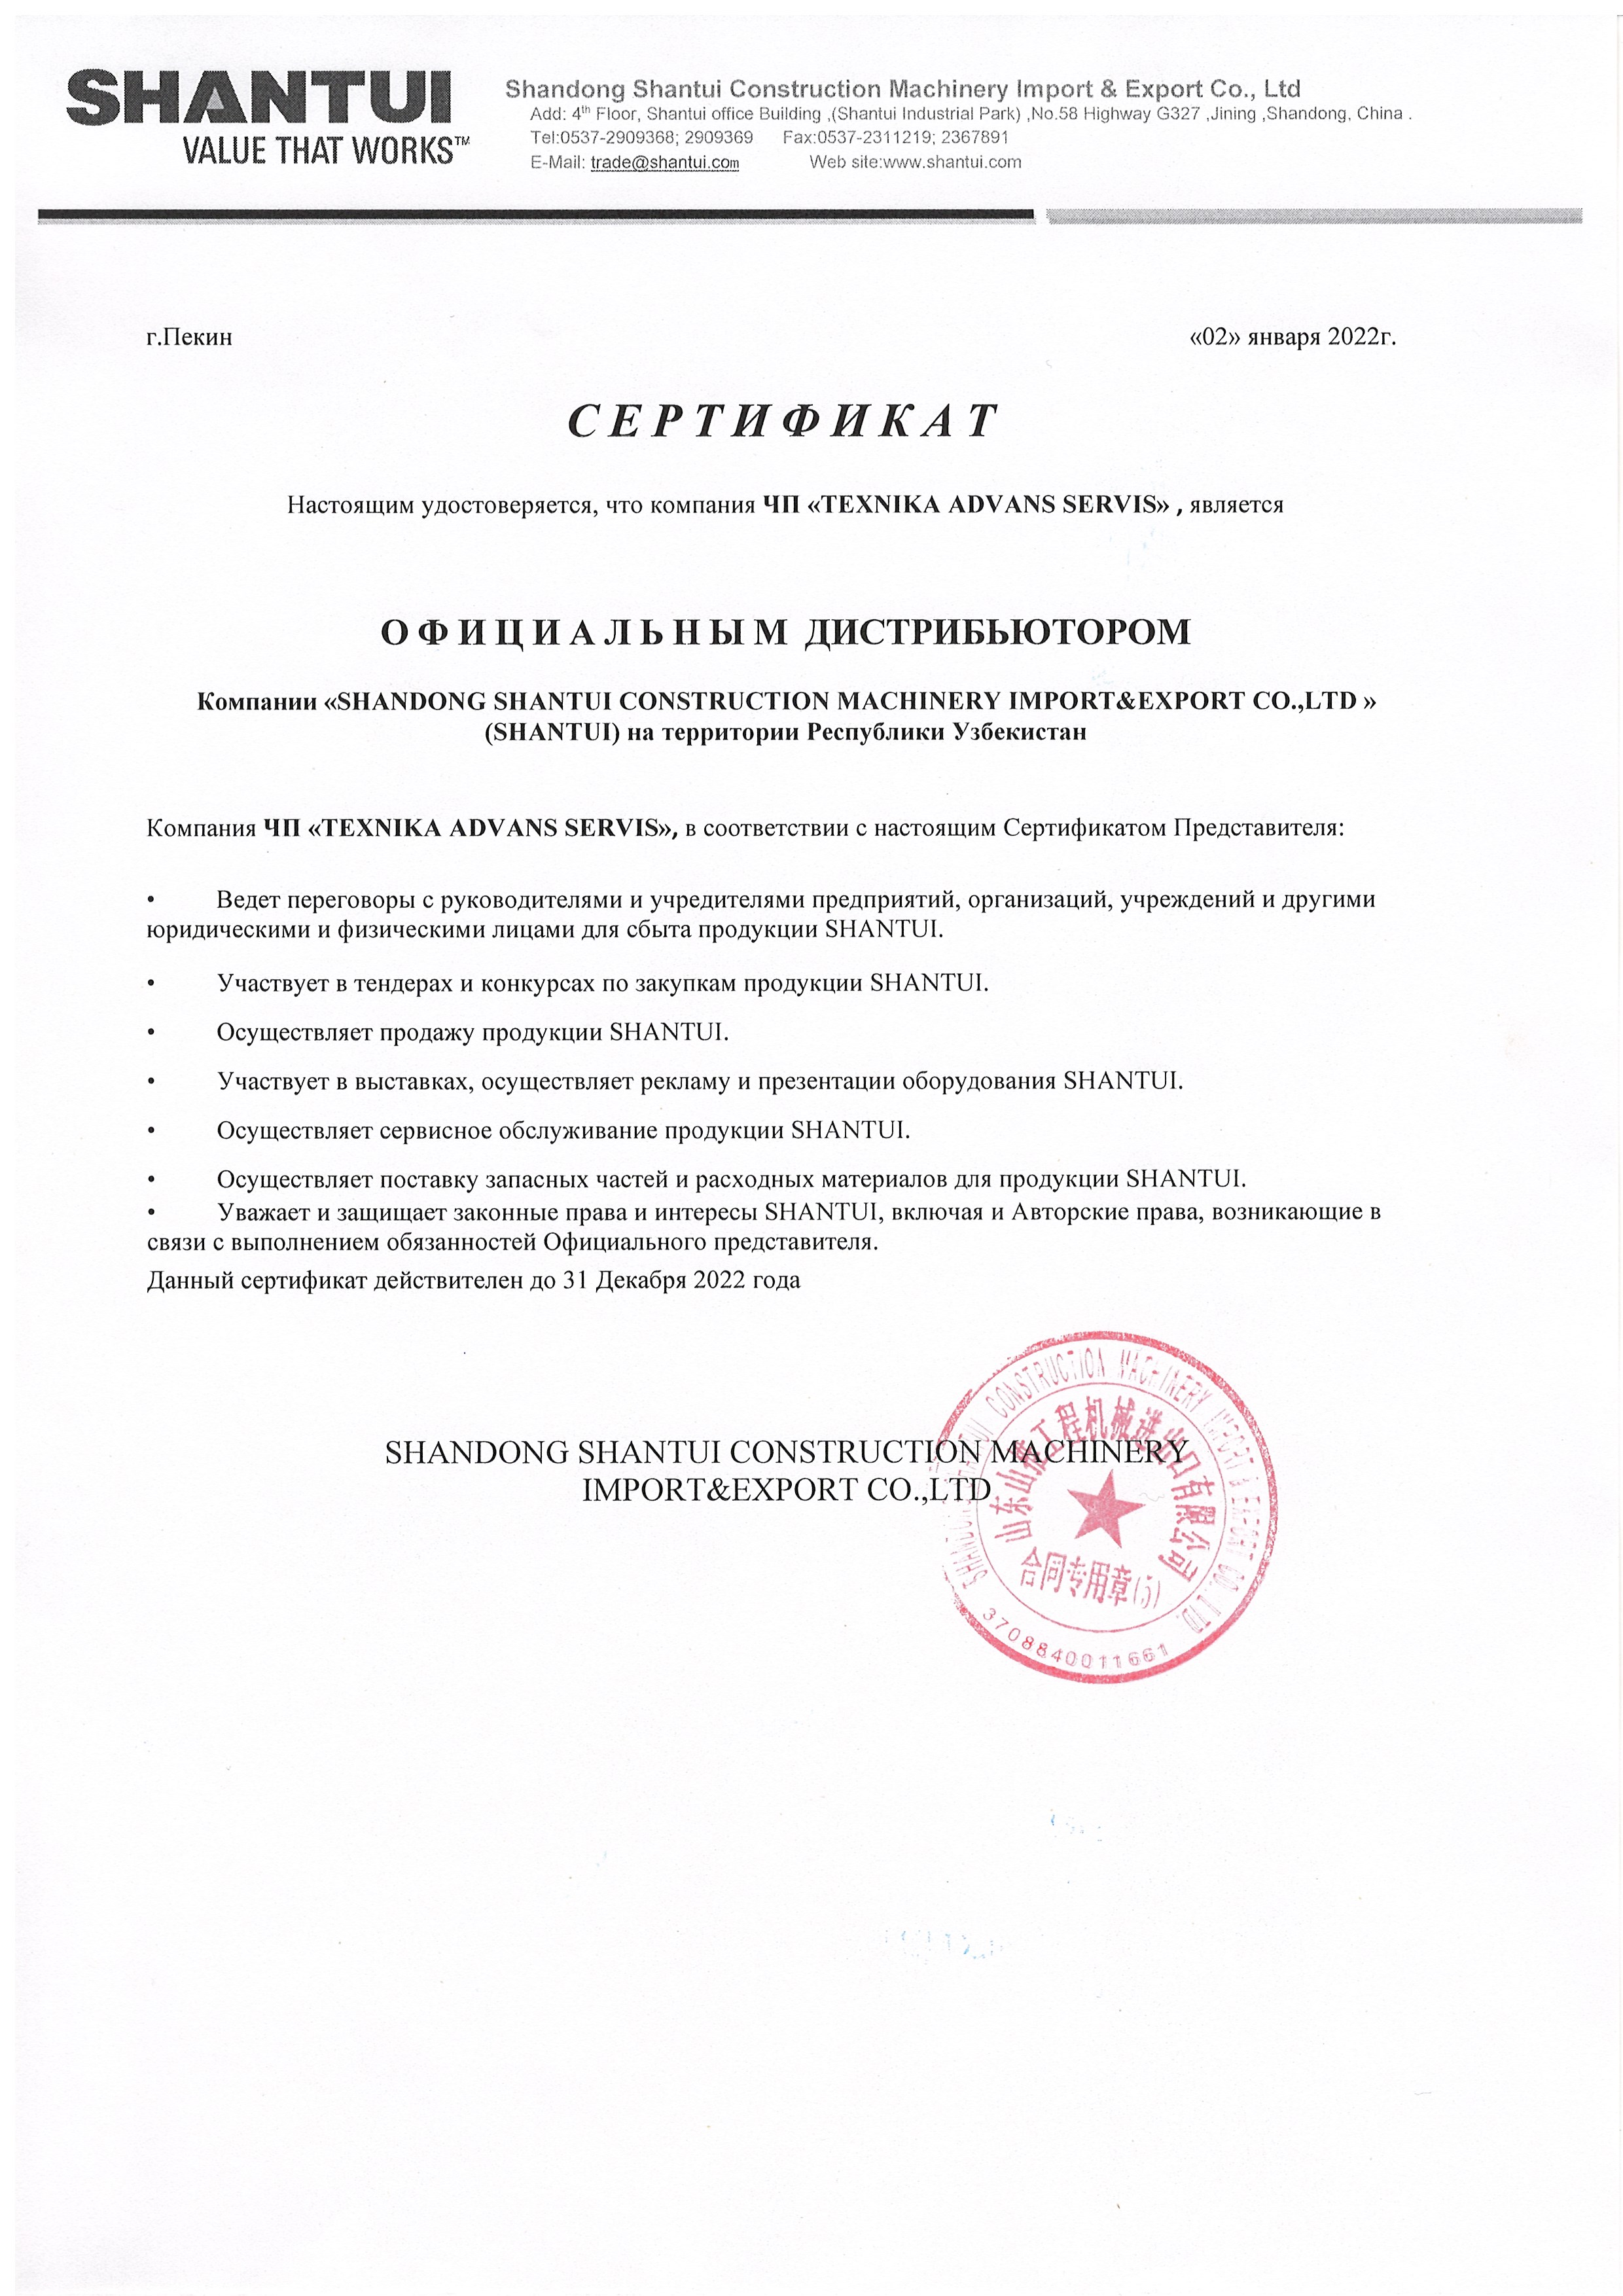 SHANTUI
VALUE THAT WORKS™
Shandong Shantui Construction Machinery Import & Export Co., Ltd
Add: 4th Floor, Shantui office Building ,(Shantui Industrial Park) ,No.58 Highway G327 ,Jining ,Shandong, China .
Tel:0537-2909368; 2909369 Fax:0537-2311219; 2367891
E-Mail: trade@shantui.com Web site:www.shantui.com
г.Пекин «02» января 2022г.
С Е Р Т И Ф И К А Т
Настоящим удостоверяется, что компания ЧП «TEXNIKA ADVANS SERVIS» , является
О Ф И Ц И А Л Ь Н Ы М ДИСТРИБЬЮТОРОМ
Компании «SHANDONG SHANTUI CONSTRUCTION MACHINERY IMPORT&EXPORT CO.,LTD »
(SHANTUI) на территории Республики Узбекистан
Компания ЧП «TEXNIKA ADVANS SERVIS», в соответствии с настоящим Сертификатом Представителя:
• Ведет переговоры с руководителями и учредителями предприятий, организаций, учреждений и другими
юридическими и физическими лицами для сбыта продукции SHANTUI.
• Участвует в тендерах и конкурсах по закупкам продукции SHANTUI.
• Осуществляет продажу продукции SHANTUI.
• Участвует в выставках, осуществляет рекламу и презентации оборудования SHANTUI.
• Осуществляет сервисное обслуживание продукции SHANTUI.
• Осуществляет поставку запасных частей и расходных материалов для продукции SHANTUI.
• Уважает и защищает законные права и интересы SHANTUI, включая и Авторские права, возникающие в
связи с выполнением обязанностей Официального представителя.
Данный сертификат действителен до 31 Декабря 2022 года
SHANDONG SHANTUI CONSTRUCTION MACHINERY
IMPORT&EXPORT CO.,LTD
SHANDONG SHANTUI CONSTRUCTION MACHINERY IMPORT & EXPORT CO.,LTD.
山东山推工程机械进出口有限公司
合同专用章(5)
3708840011661